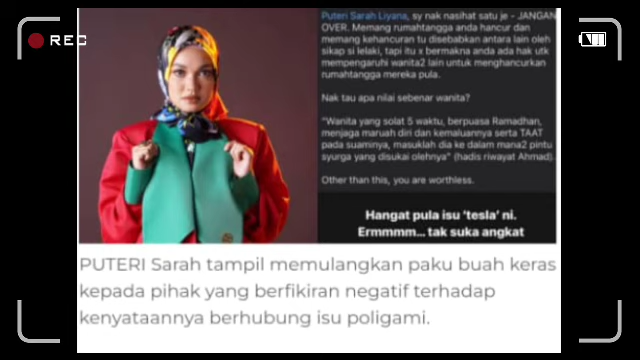 REC
Puteri Sarah Liyana, sy nak nasihat satu je - JANGAN
OVER. Memang rumahtangga anda hancur dan
memang kehancuran tu disebabkan antara lain oleh
sikap si lelaki, tapi itu x bermakna anda ada hak utk
mempengaruhi wanita2 lain untuk menghancurkan
rumahtangga mereka pula.
Nak tau apa nilai sebenar wanita?
"Wanita yang solat 5 waktu, berpuasa Ramadhan,
menjaga maruah diri dan kemaluannya serta TAAT
pada suaminya, masuklah dia ke dalam mana2 pintu
syurga yang disukai olehnya" (hadis riwayat Ahmad).
Other than this, you are worthless.
Hangat pula isu 'tesla' ni.
Ermmmm... tak suka angkat
PUTERI Sarah tampil memulangkan paku buah keras
kepada pihak yang berfikiran negatif terhadap
kenyataannya berhubung isu poligami.